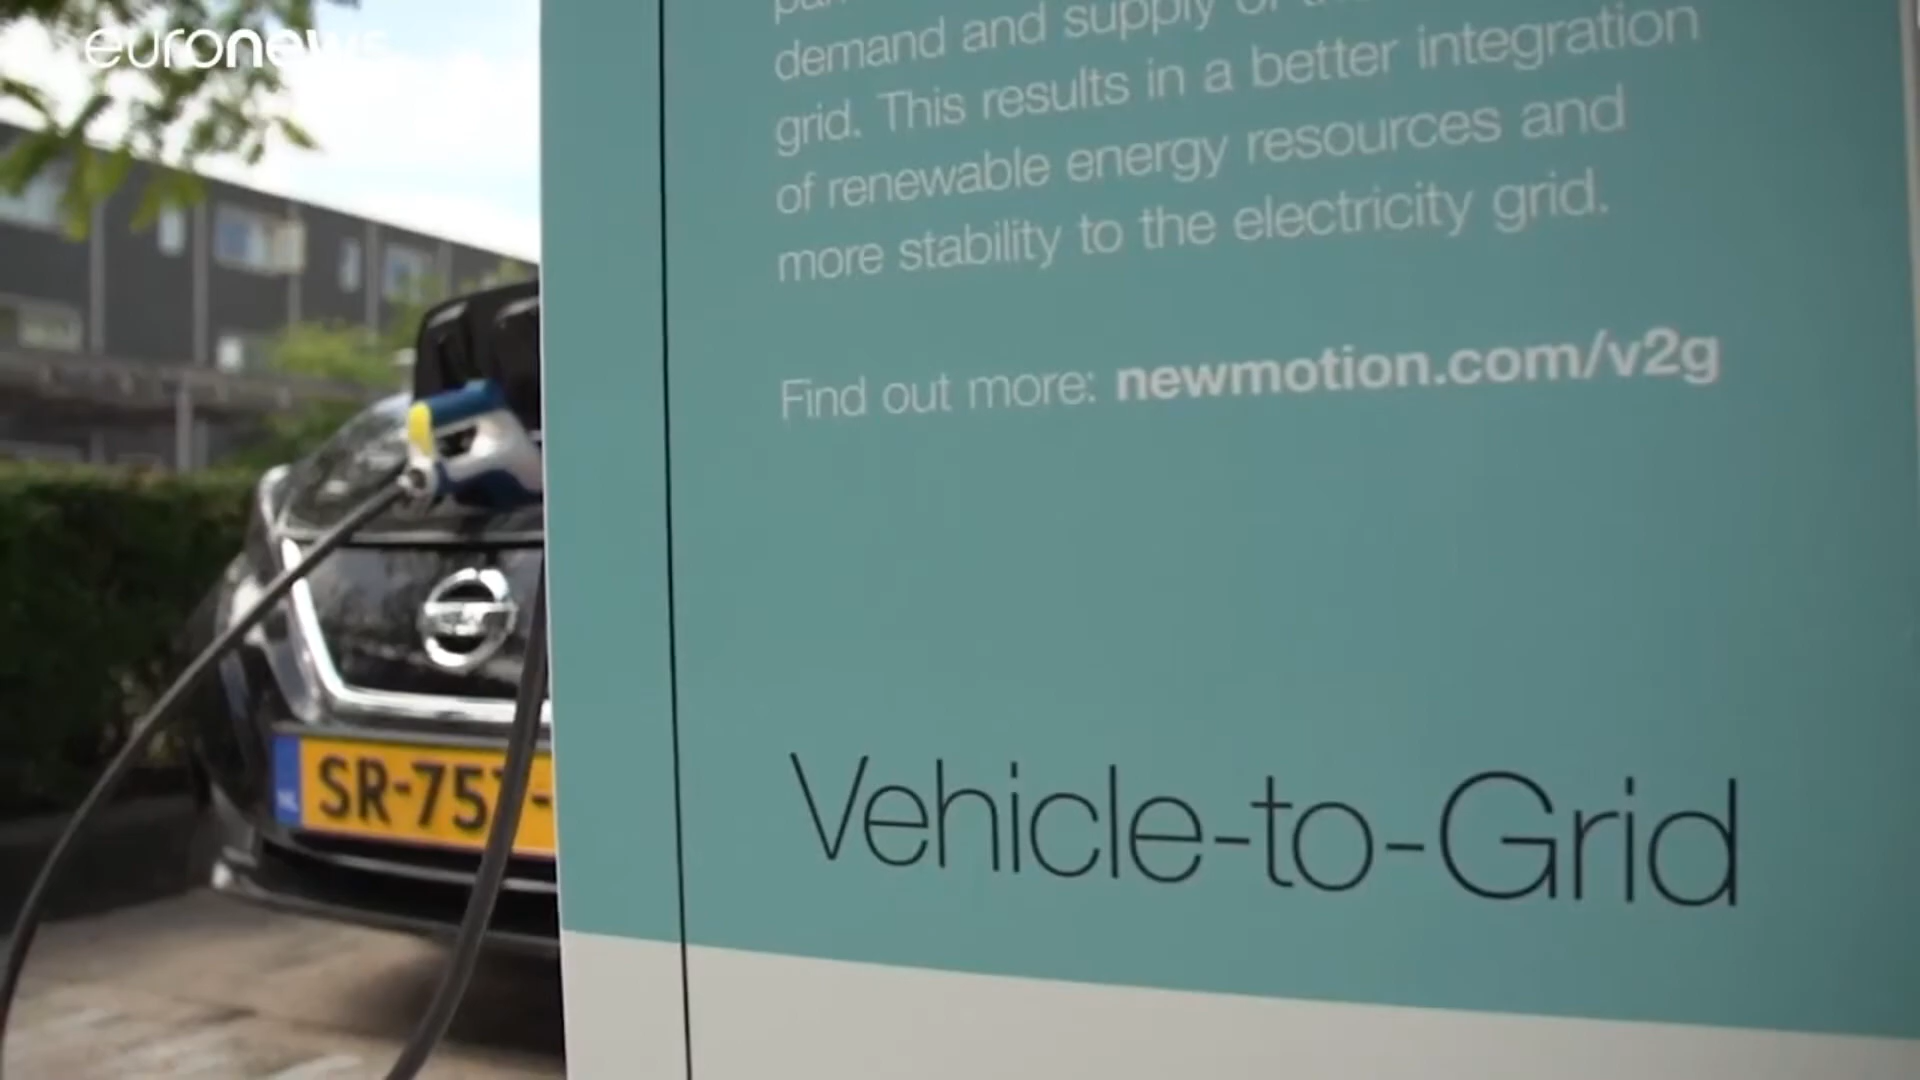 euronews.
demand and supply of
grid. This results in a better integration
of renewable energy resources and
more stability to the electricity grid.
Find out more: newmotion.com/v2g
SR-75
Vehicle-to-Grid